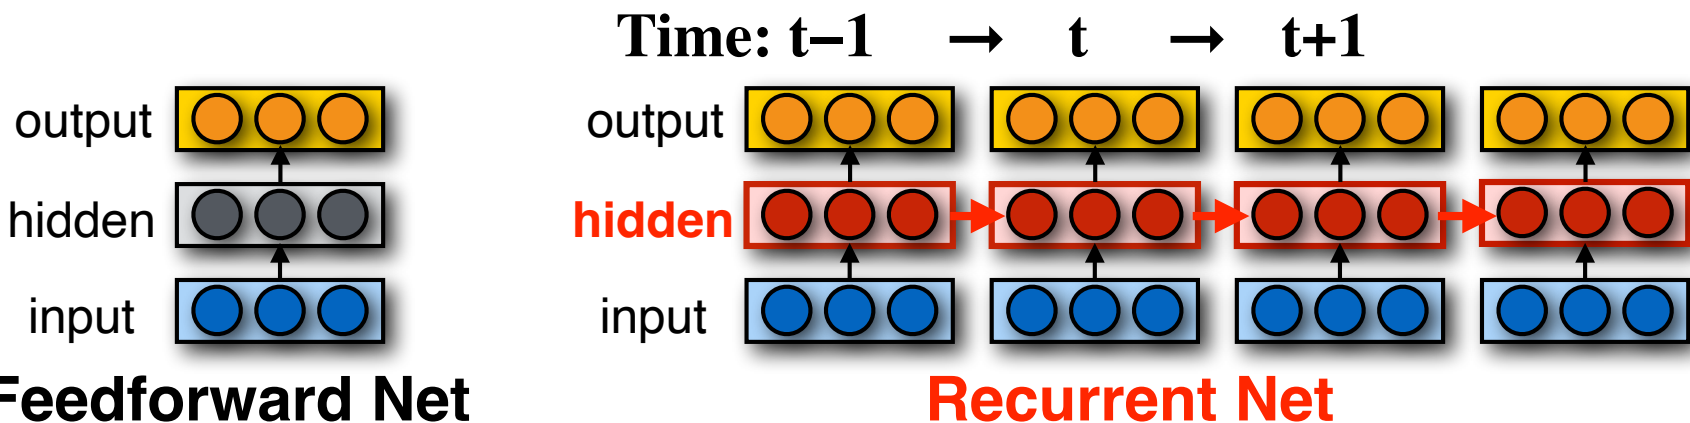 Time: t−1 → t → t+1
output
hidden
input
Feedforward Net
output
hidden
input
Recurrent Net